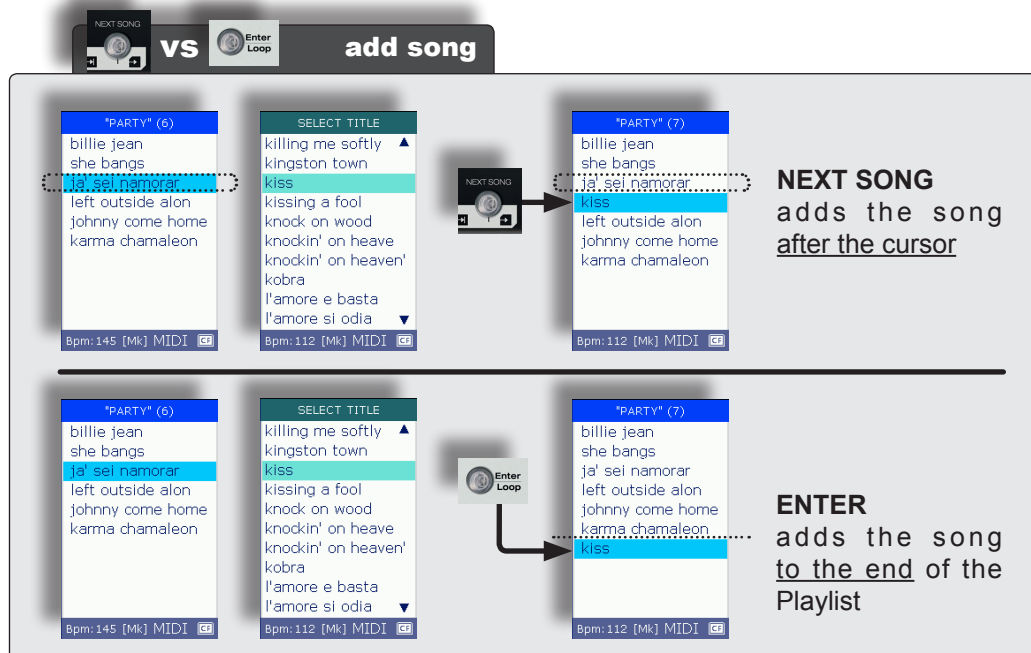 NEXT SONG
vs
Enter
Loop
add song
"PARTY" (6)
billie jean
she bangs
ja' sei namorar
left outside alon
johnny come home
karma chamaleon
Bpm:145 [Mk] MIDI CF
SELECT TITLE
killing me softly
kingston town
kiss
kissing a fool
knock on wood
knockin' on heave
knockin' on heaven'
kobra
l'amore e basta
l'amore si odia
Bpm:112 [Mk] MIDI CF
NEXT SONG
"PARTY" (7)
billie jean
she bangs
ja' sei namorar
kiss
left outside alon
johnny come home
karma chamaleon
Bpm:112 [Mk] MIDI CF
NEXT SONG
adds the song
after the cursor
"PARTY" (6)
billie jean
she bangs
ja' sei namorar
left outside alon
johnny come home
karma chamaleon
Bpm:145 [Mk] MIDI CF
SELECT TITLE
killing me softly
kingston town
kiss
kissing a fool
knock on wood
knockin' on heave
knockin' on heaven'
kobra
l'amore e basta
l'amore si odia
Bpm:112 [Mk] MIDI CF
Enter
Loop
"PARTY" (7)
billie jean
she bangs
ja' sei namorar
left outside alon
johnny come home
karma chamaleon
kiss
Bpm:112 [Mk] MIDI CF
ENTER
adds the song
to the end of the
Playlist